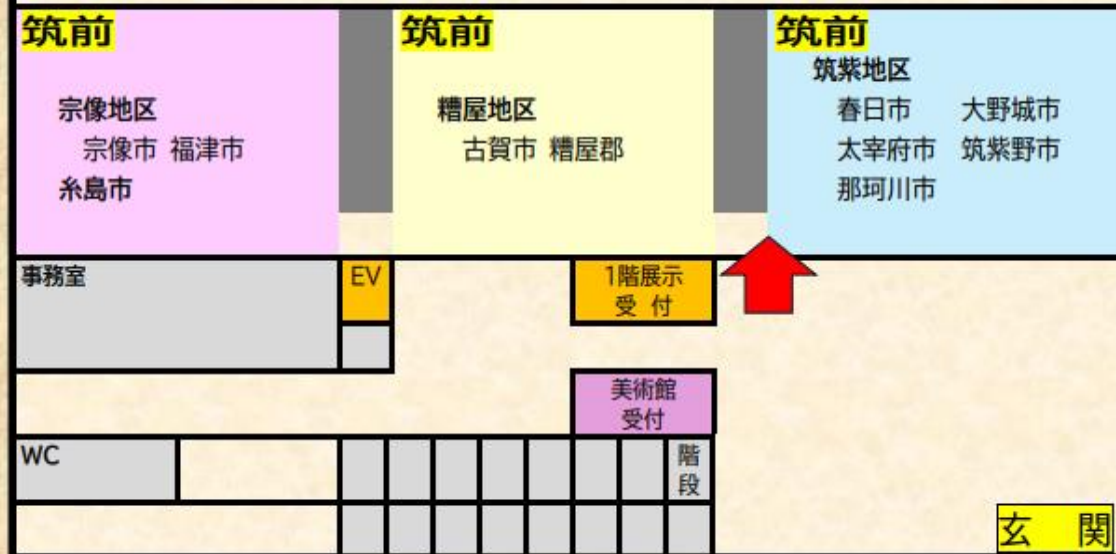 筑前
宗像地区
宗像市 福津市
糸島市
筑前
糟屋地区
古賀市 糟屋郡
筑前
筑紫地区
春日市 大野城市
太宰府市 筑紫野市
那珂川市
事務室
EV
1階展示
受 付
美術館
受付
WC
階
段
玄 関